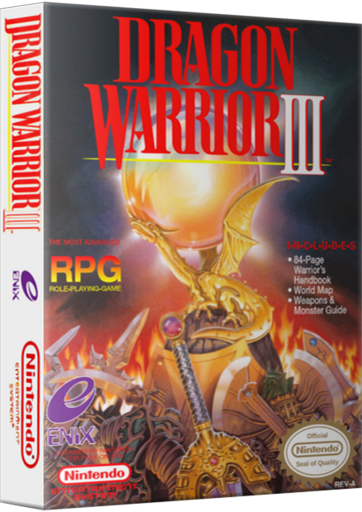 DRAGON WARRIOR III
ENIX
Nintendo
ENTERTAINMENT
SYSTEM
DRAGON
WARRIOR III
TM
THE MOST ADVANCED
RPG
ROLE-PLAYING-GAME
I·N·C·L·U·D·E·S
• 84-Page
Warrior's
Handbook
• World Map
• Weapons &
Monster Guide
ENIX
Nintendo
ENTERTAINMENT
SYSTEM
Official
Nintendo
Seal of Quality
REV-A